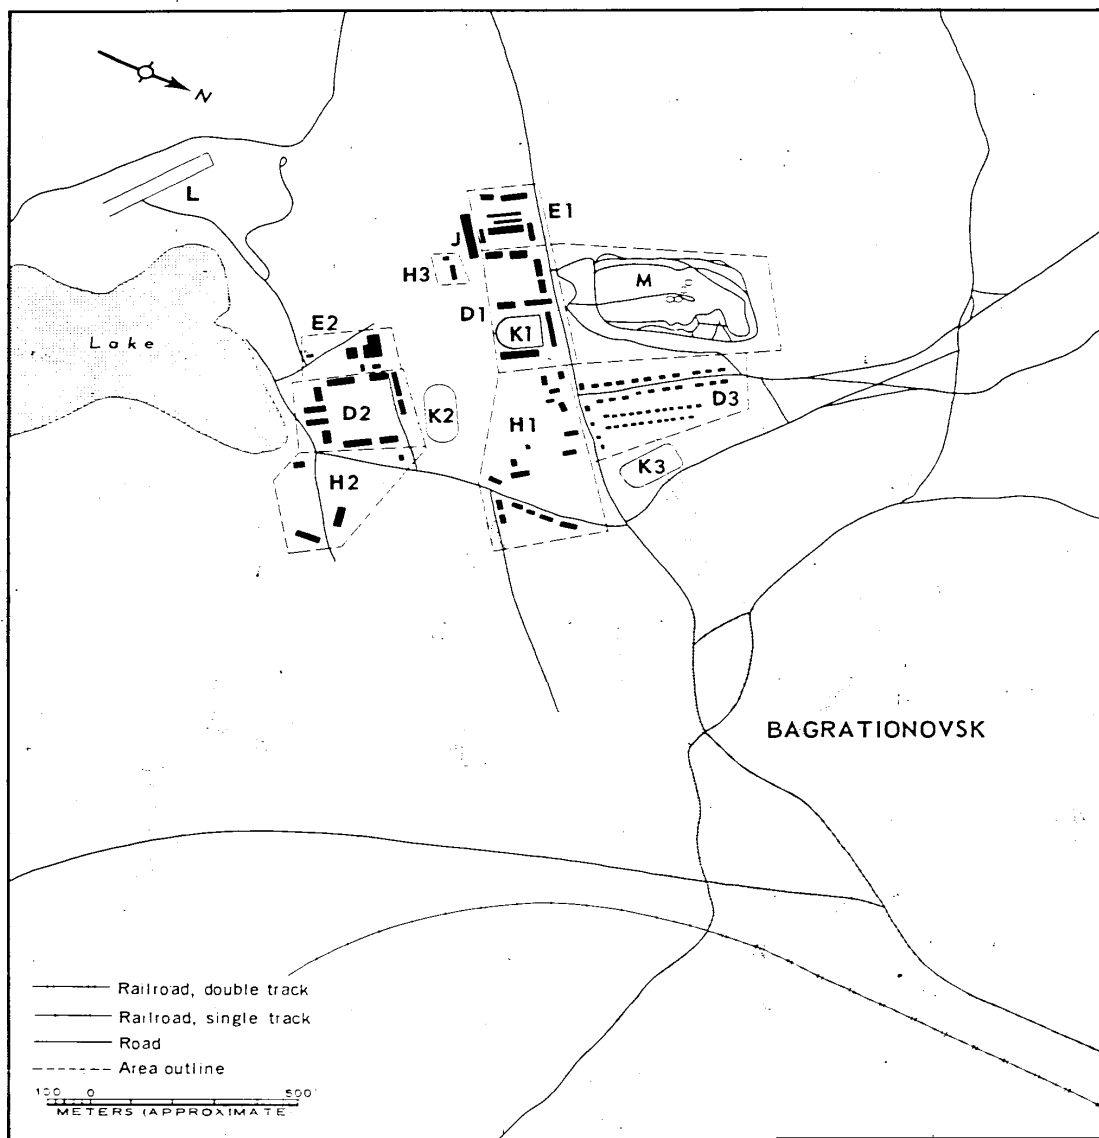 N
L
E1
J
H3
M
D1
K1
E2
Lake
D2
K2
H1
D3
K3
H2
BAGRATIONOVSK
Railroad, double track
Railroad, single track
Road
Area outline
100 0 500
METERS (APPROXIMATE